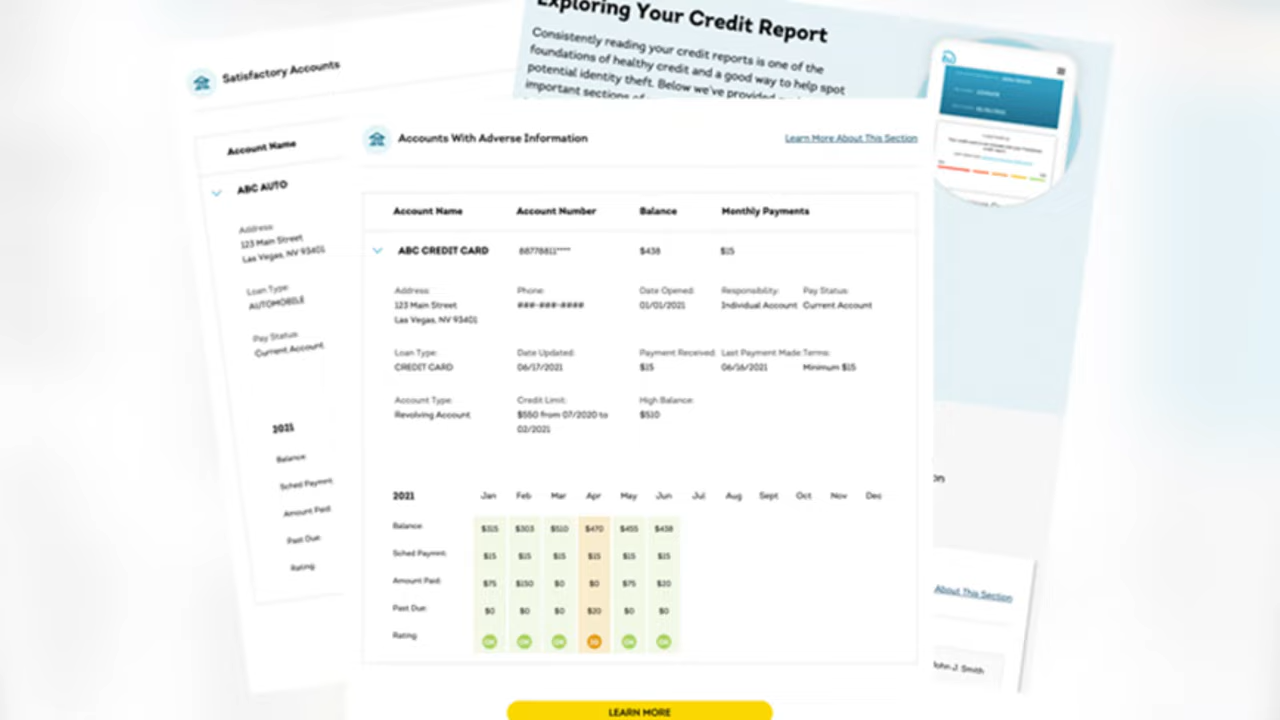 Exploring Your Credit Report
Consistently reading your credit reports is one of the
foundations of healthy credit and a good way to help spot
potential identity theft. Below we've provided
important sections of
Satisfactory Accounts
Account Name
ABC AUTO
Address:
123 Main Street
Las Vegas, NV 93401
Loan Type:
AUTOMOBILE
Pay Status:
Current Account
2021
Balance
Sched Paymnt
Amount Paid
Past Due
Rating
Accounts With Adverse Information
Learn More About This Section
Account Name Account Number Balance Monthly Payments
ABC CREDIT CARD 88778811**** $438 $15
Address: Phone: Date Opened: Responsibility: Pay Status:
123 Main Street ###-###-#### 01/01/2021 Individual Account Current Account
Las Vegas, NV 93401
Loan Type: Date Updated: Payment Received: Last Payment Made: Terms:
CREDIT CARD 06/17/2021 $15 06/16/2021 Minimum $15
Account Type: Credit Limit: High Balance:
Revolving Account $550 from 07/2020 to $510
02/2021
2021 Jan Feb Mar Apr May Jun Jul Aug Sept Oct Nov Dec
Balance: $315 $303 $510 $470 $455 $438
Sched Paymnt: $15 $15 $15 $15 $15 $15
Amount Paid: $75 $150 $0 $0 $75 $20
Past Due: $0 $0 $0 $20 $0 $0
Rating OK OK OK 30 OK OK
About This Section
John J. Smith
LEARN MORE